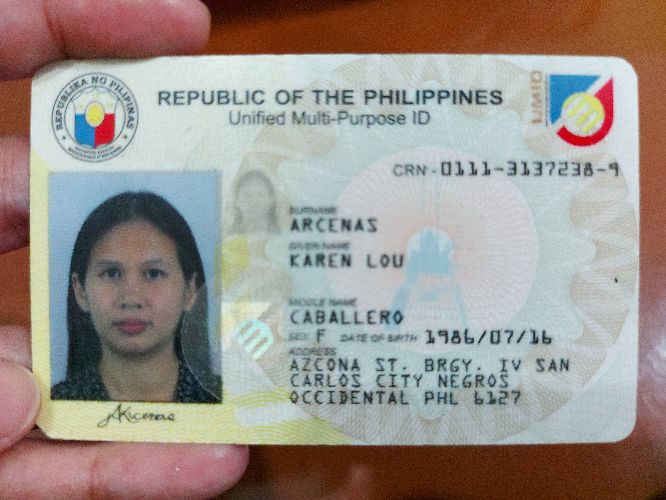 REPUBLIKA NG PILIPINAS
REPUBLIC OF THE PHILIPPINES
Unified Multi-Purpose ID
UMID
CRN - 0111-3137238-9
SURNAME
ARCENAS
GIVEN NAME
KAREN LOU
MIDDLE NAME
CABALLERO
SEX F DATE OF BIRTH 1986/07/16
ADDRESS
AZCONA ST. BRGY. IV SAN
CARLOS CITY NEGROS
OCCIDENTAL PHL 6127